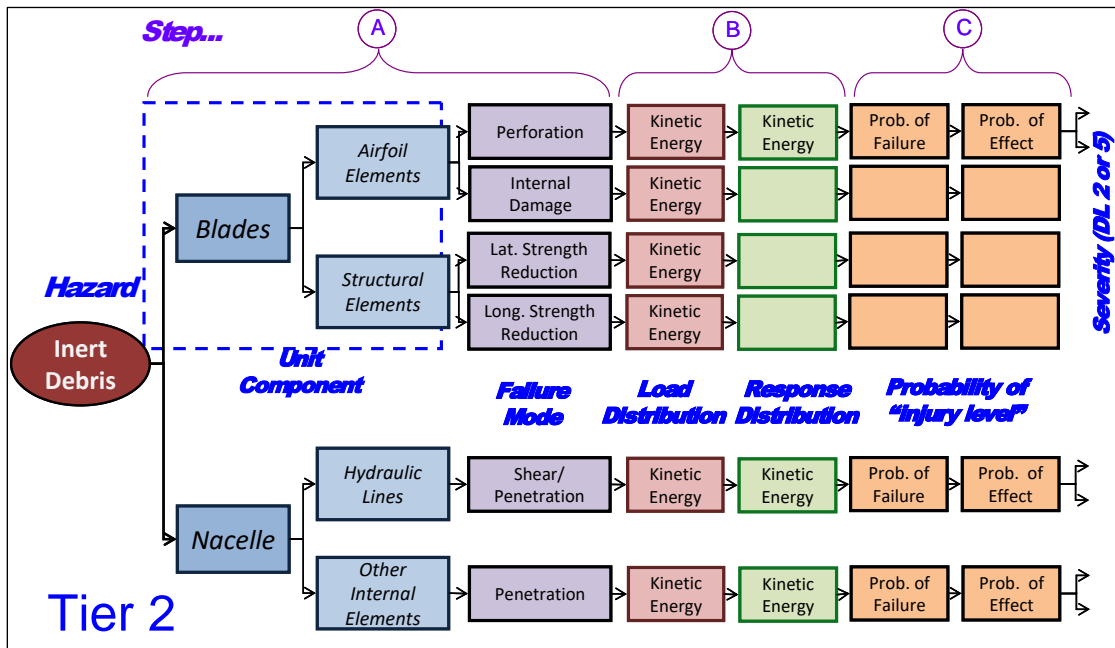 Step...
A
B
C
Perforation
Kinetic
Energy
Kinetic
Energy
Prob. of
Failure
Prob. of
Effect
Airfoil
Elements
Internal
Damage
Kinetic
Energy
Blades
Lat. Strength
Reduction
Kinetic
Energy
Structural
Elements
Long. Strength
Reduction
Kinetic
Energy
Severity (DL 2 or 5)
Hazard
Inert
Debris
Unit
Component
Failure
Mode
Load
Distribution
Response
Distribution
Probability of
"injury level"
Hydraulic
Lines
Shear/
Penetration
Kinetic
Energy
Kinetic
Energy
Prob. of
Failure
Prob. of
Effect
Nacelle
Other
Internal
Elements
Penetration
Kinetic
Energy
Kinetic
Energy
Prob. of
Failure
Prob. of
Effect
Tier 2